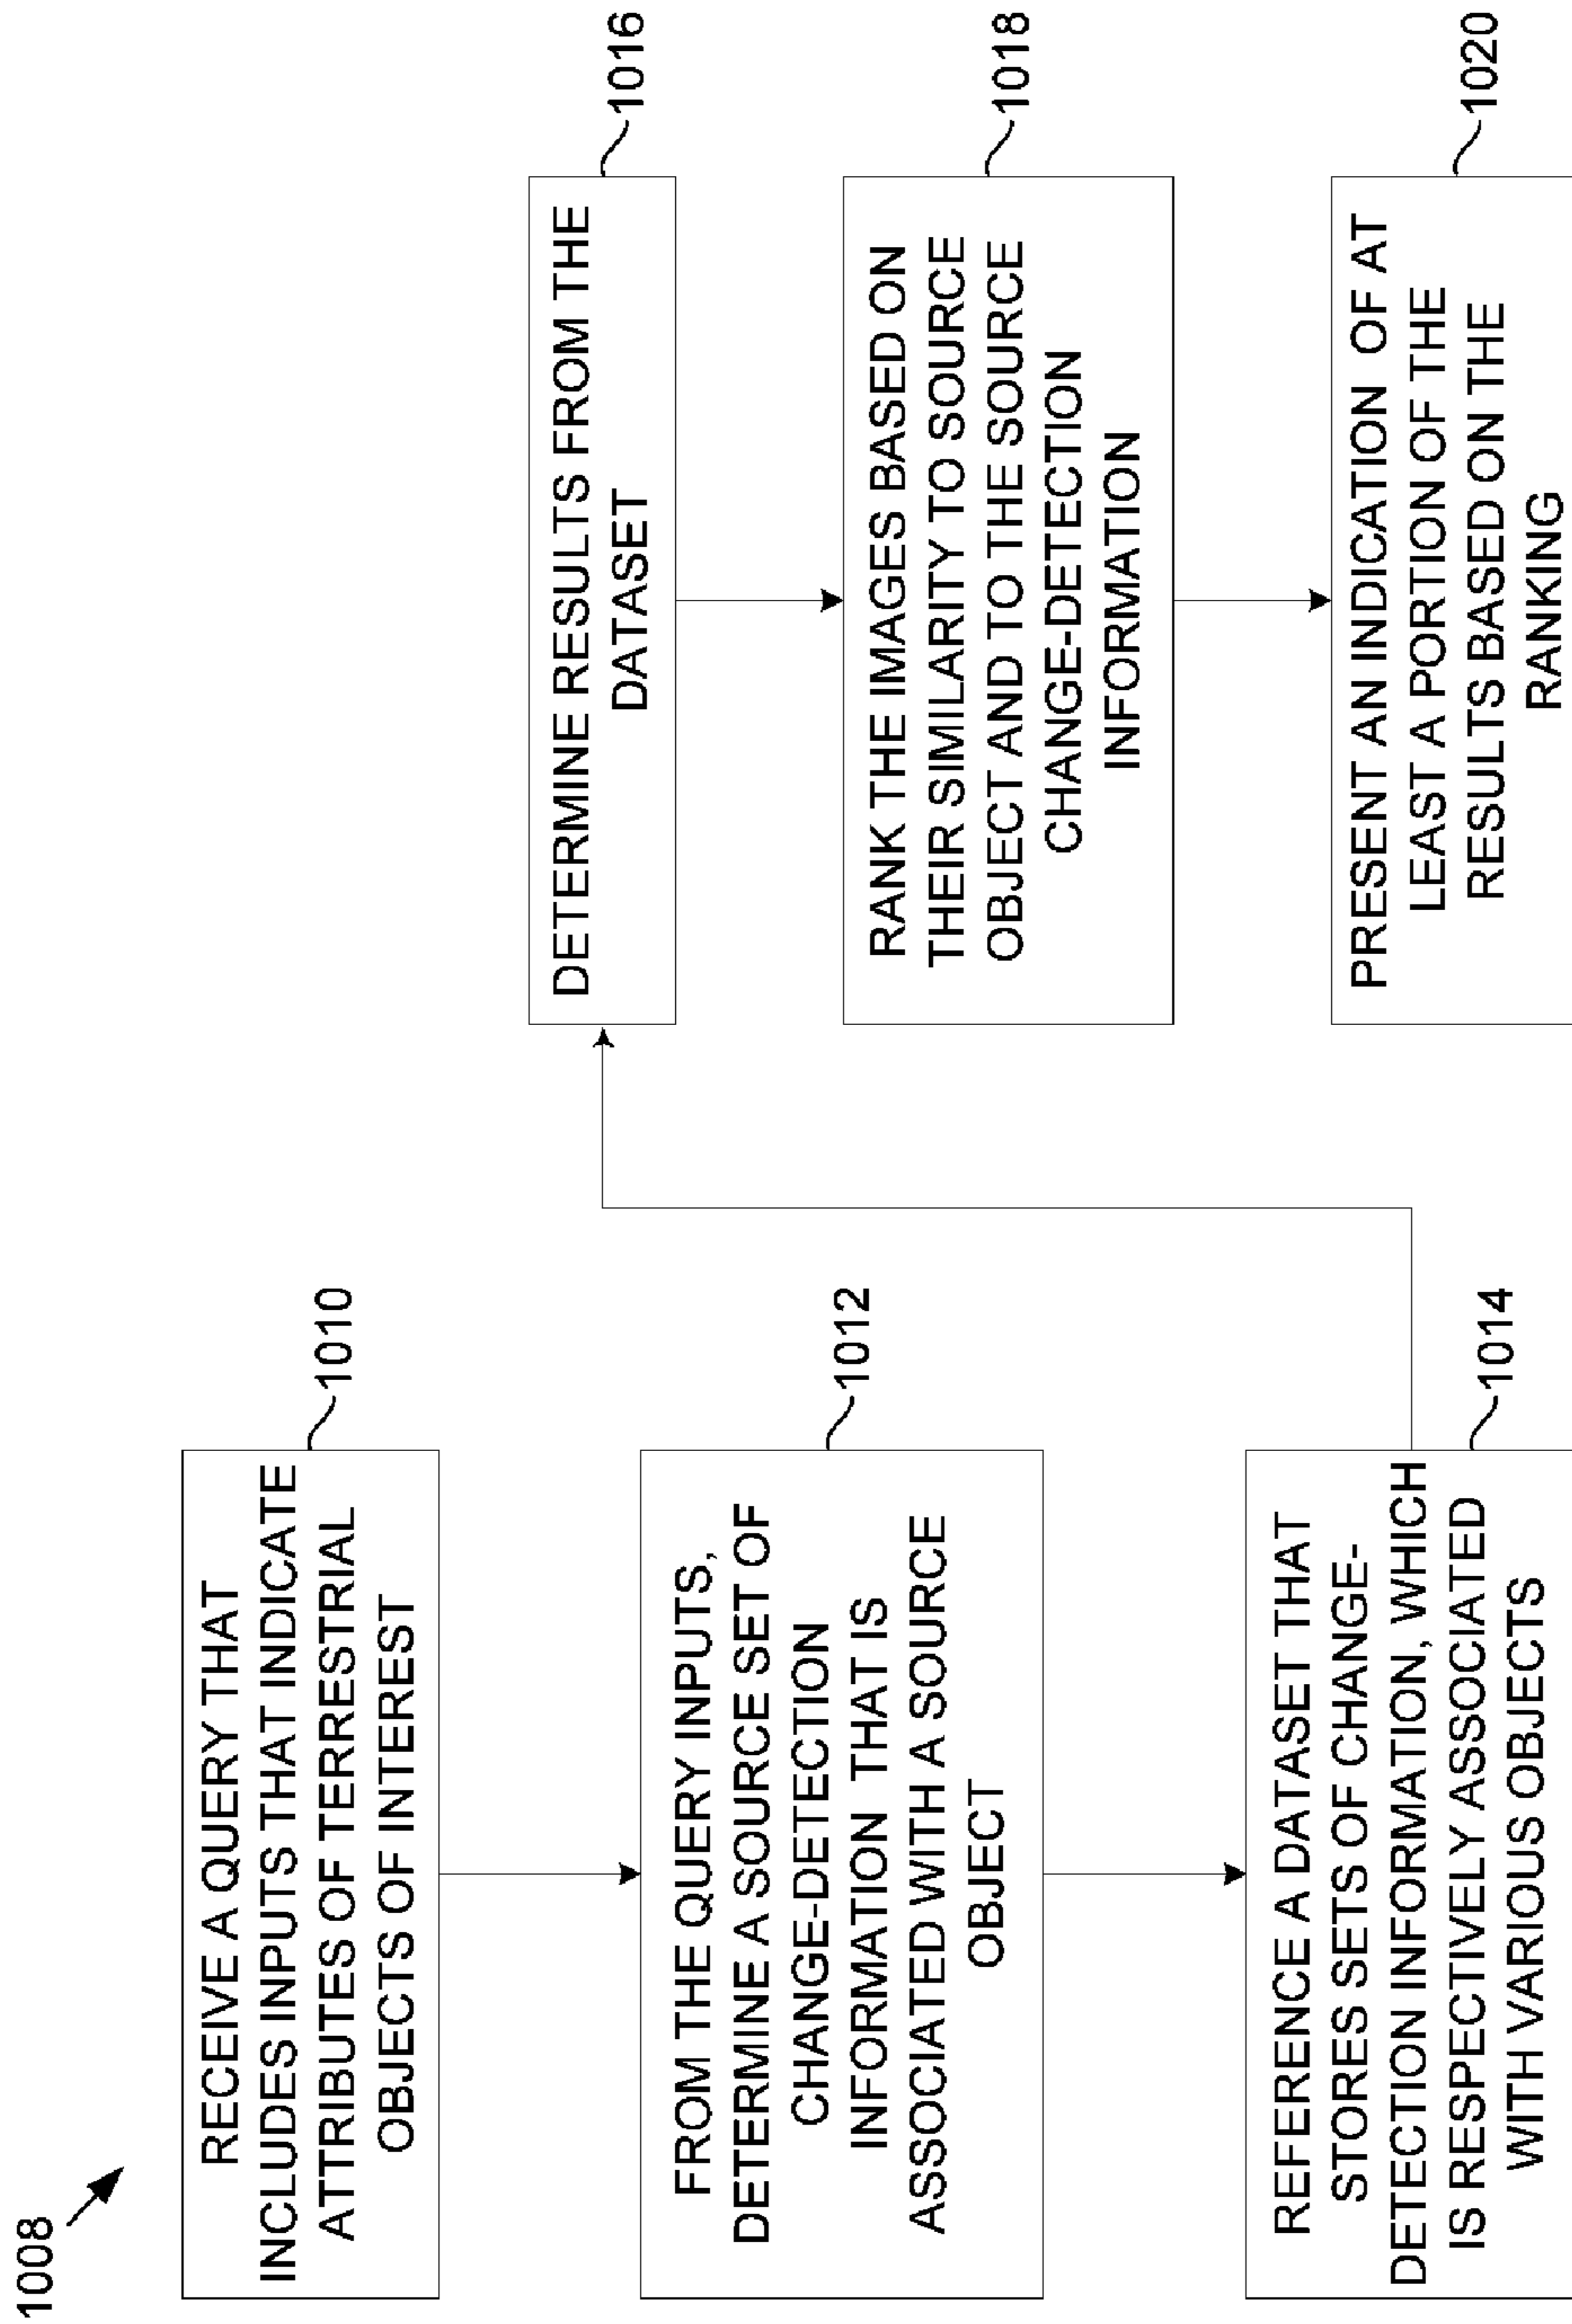 1008
RECEIVE A QUERY THAT
INCLUDES INPUTS THAT INDICATE
ATTRIBUTES OF TERRESTRIAL
OBJECTS OF INTEREST
1010
FROM THE QUERY INPUTS,
DETERMINE A SOURCE SET OF
CHANGE-DETECTION
INFORMATION THAT IS
ASSOCIATED WITH A SOURCE
OBJECT
1012
REFERENCE A DATASET THAT
STORES SETS OF CHANGE-
DETECTION INFORMATION, WHICH
IS RESPECTIVELY ASSOCIATED
WITH VARIOUS OBJECTS
1014
DETERMINE RESULTS FROM THE
DATASET
1016
RANK THE IMAGES BASED ON
THEIR SIMILARITY TO SOURCE
OBJECT AND TO THE SOURCE
CHANGE-DETECTION
INFORMATION
1018
PRESENT AN INDICATION OF AT
LEAST A PORTION OF THE
RESULTS BASED ON THE
RANKING
1020